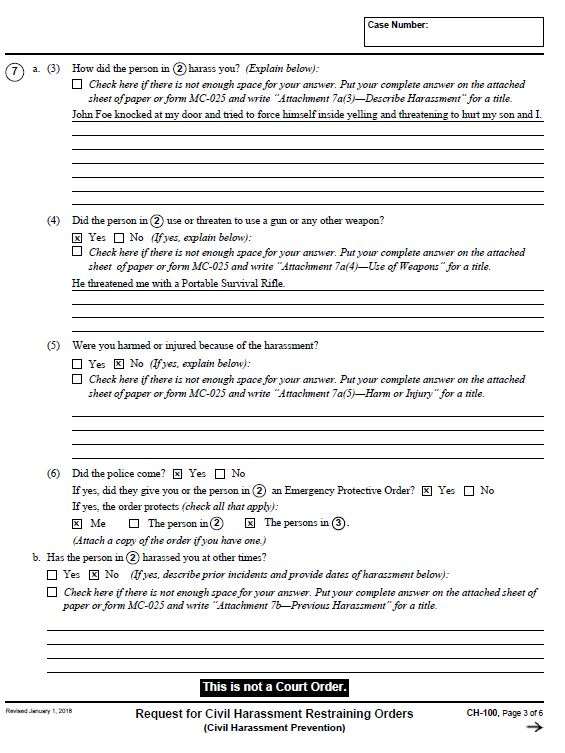 Case Number:
7 a. (3) How did the person in 2 harass you? (Explain below):
☐ Check here if there is not enough space for your answer. Put your complete answer on the attached
sheet of paper or form MC-025 and write "Attachment 7a(3)—Describe Harassment" for a title.
John Foe knocked at my door and tried to force himself inside yelling and threatening to hurt my son and I.
(4) Did the person in 2 use or threaten to use a gun or any other weapon?
☒ Yes ☐ No (If yes, explain below):
☐ Check here if there is not enough space for your answer. Put your complete answer on the attached
sheet of paper or form MC-025 and write "Attachment 7a(4)—Use of Weapons" for a title.
He threatened me with a Portable Survival Rifle.
(5) Were you harmed or injured because of the harassment?
☐ Yes ☒ No (If yes, explain below):
☐ Check here if there is not enough space for your answer. Put your complete answer on the attached
sheet of paper or form MC-025 and write "Attachment 7a(5)—Harm or Injury" for a title.
(6) Did the police come? ☒ Yes ☐ No
If yes, did they give you or the person in 2 an Emergency Protective Order? ☒ Yes ☐ No
If yes, the order protects (check all that apply):
☒ Me ☐ The person in 2 ☒ The persons in 3.
(Attach a copy of the order if you have one.)
b. Has the person in 2 harassed you at other times?
☐ Yes ☒ No (If yes, describe prior incidents and provide dates of harassment below):
☐ Check here if there is not enough space for your answer. Put your complete answer on the attached sheet of
paper or form MC-025 and write "Attachment 7b—Previous Harassment" for a title.
This is not a Court Order.
Revised January 1, 2018
Request for Civil Harassment Restraining Orders
(Civil Harassment Prevention)
CH-100, Page 3 of 6